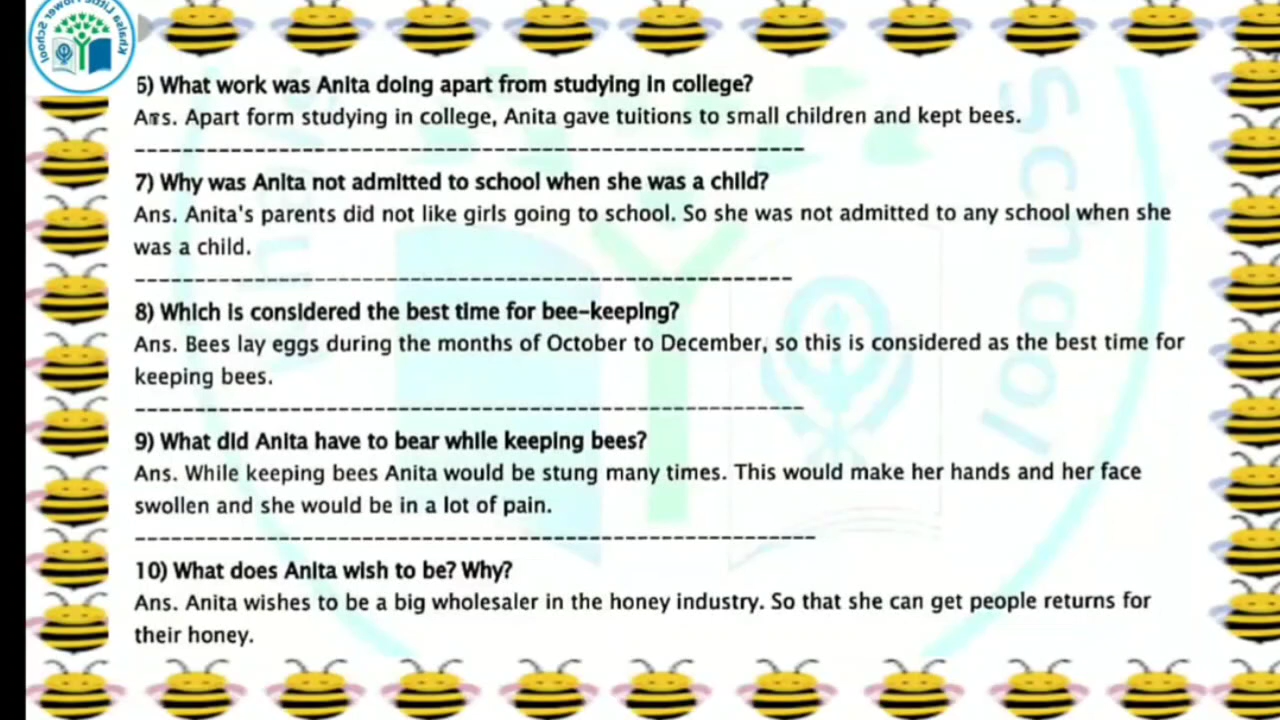 Khalsa Little Flower School
6) What work was Anita doing apart from studying in college?
Ans. Apart form studying in college, Anita gave tuitions to small children and kept bees.
--------------------------------------------------------
7) Why was Anita not admitted to school when she was a child?
Ans. Anita's parents did not like girls going to school. So she was not admitted to any school when she
was a child.
-------------------------------------------------------
8) Which is considered the best time for bee-keeping?
Ans. Bees lay eggs during the months of October to December, so this is considered as the best time for
keeping bees.
--------------------------------------------------------
9) What did Anita have to bear while keeping bees?
Ans. While keeping bees Anita would be stung many times. This would make her hands and her face
swollen and she would be in a lot of pain.
---------------------------------------------------------
10) What does Anita wish to be? Why?
Ans. Anita wishes to be a big wholesaler in the honey industry. So that she can get people returns for
their honey.
School